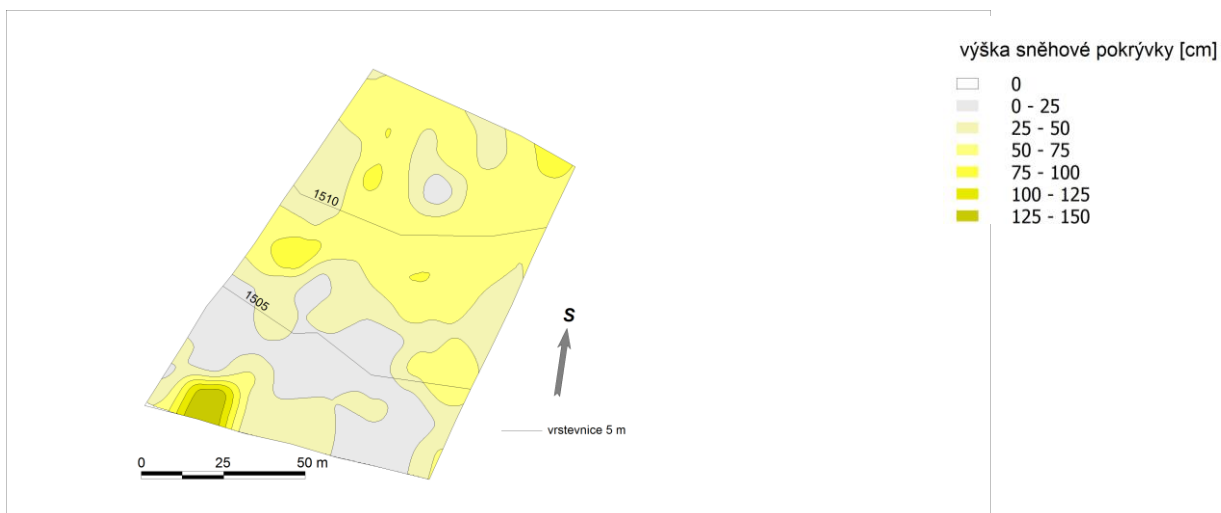 výška sněhové pokrývky [cm]
0
0 - 25
25 - 50
50 - 75
75 - 100
100 - 125
125 - 150
1510
1505
S
vrstevnice 5 m
0 25 50 m